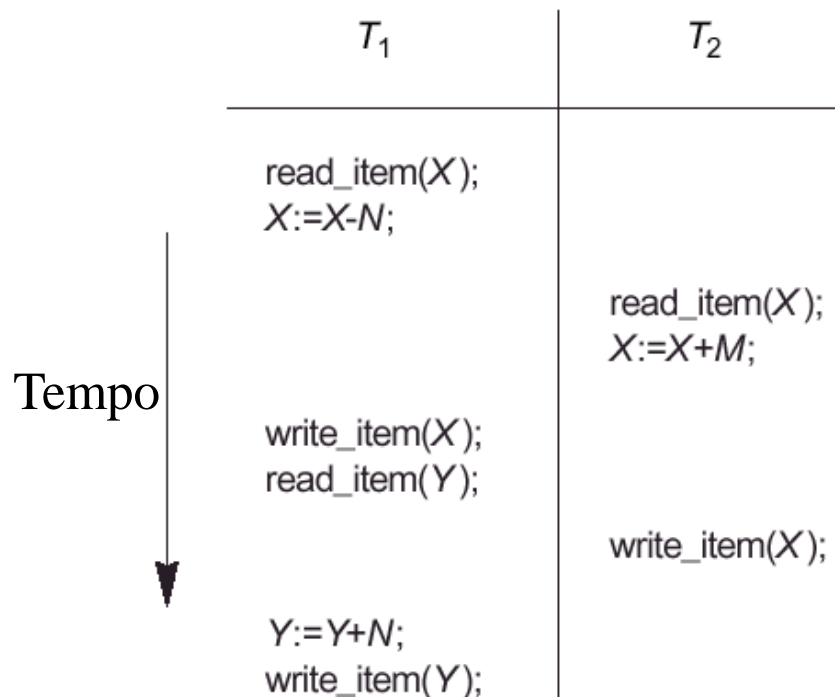 T1 T2
read_item(X);
X:=X-N;
read_item(X);
X:=X+M;
Tempo
write_item(X);
read_item(Y);
write_item(X);
Y:=Y+N;
write_item(Y);